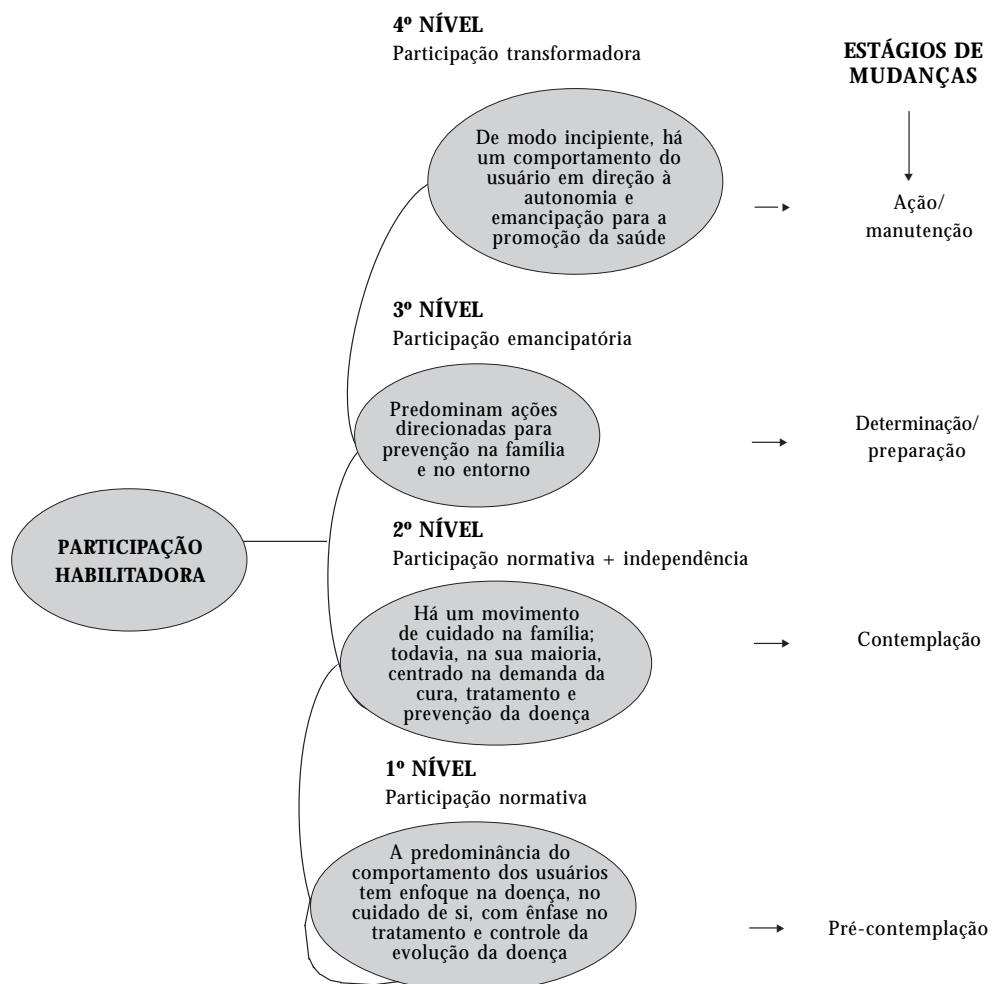 4º NÍVEL
Participação transformadora
ESTÁGIOS DE
MUDANÇAS
De modo incipiente, há
um comportamento do
usuário em direção à
autonomia e
emancipação para a
promoção da saúde
Ação/
manutenção
3º NÍVEL
Participação emancipatória
Predominam ações
direcionadas para
prevenção na família
e no entorno
Determinação/
preparação
PARTICIPAÇÃO
HABILITADORA
2º NÍVEL
Participação normativa + independência
Há um movimento
de cuidado na família;
todavia, na sua maioria,
centrado na demanda da
cura, tratamento e
prevenção da doença
Contemplação
1º NÍVEL
Participação normativa
A predominância do
comportamento dos usuários
tem enfoque na doença, no
cuidado de si, com ênfase no
tratamento e controle da
evolução da doença
Pré-contemplação